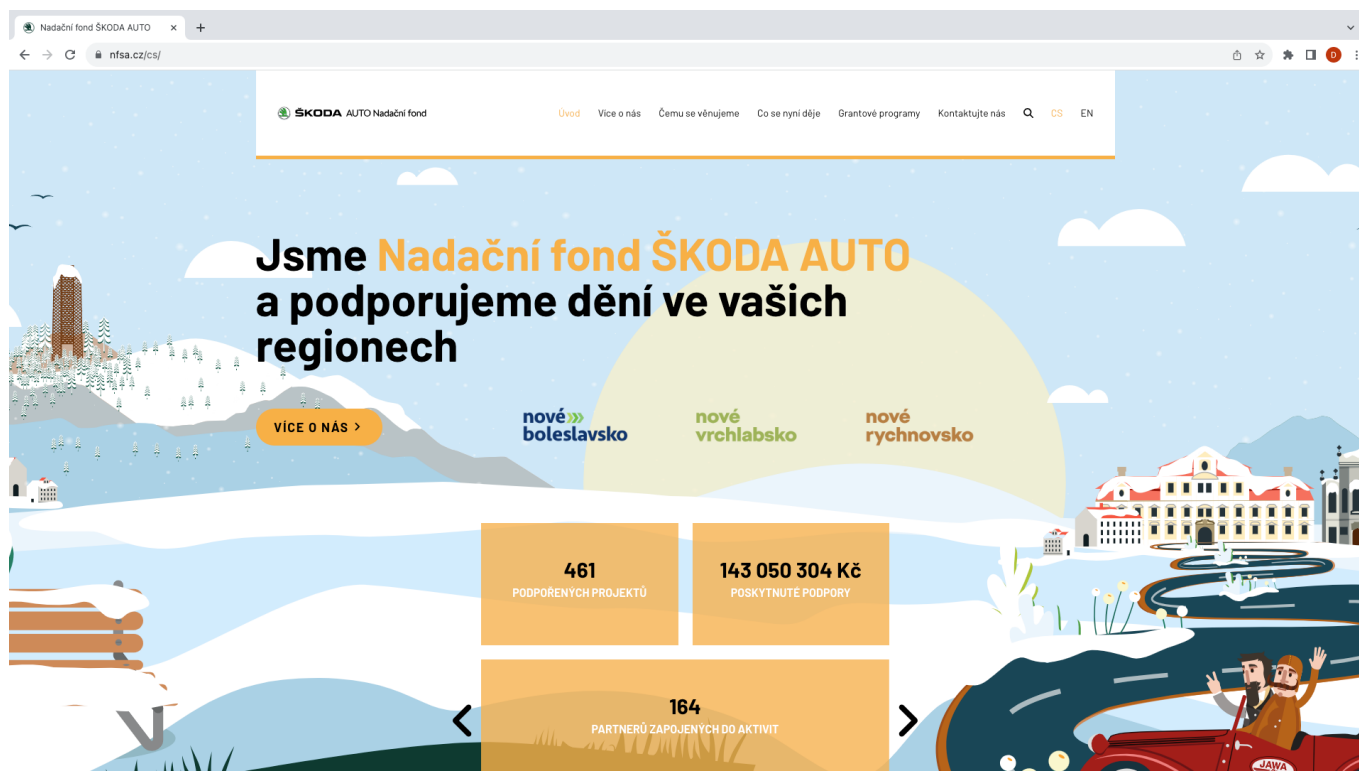 Nadační fond ŠKODA AUTO
nfsa.cz/cs/
D
ŠKODA AUTO Nadační fond
Úvod Více o nás Čemu se věnujeme Co se nyní děje Grantové programy Kontaktujte nás CS EN
Jsme Nadační fond ŠKODA AUTO
a podporujeme dění ve vašich
regionech
VÍCE O NÁS
nové
boleslavsko
nové
vrchlabsko
nové
rychnovsko
461
PODPOŘENÝCH PROJEKTŮ
143 050 304 Kč
POSKYTNUTÉ PODPORY
164
PARTNERŮ ZAPOJENÝCH DO AKTIVIT
JAWA